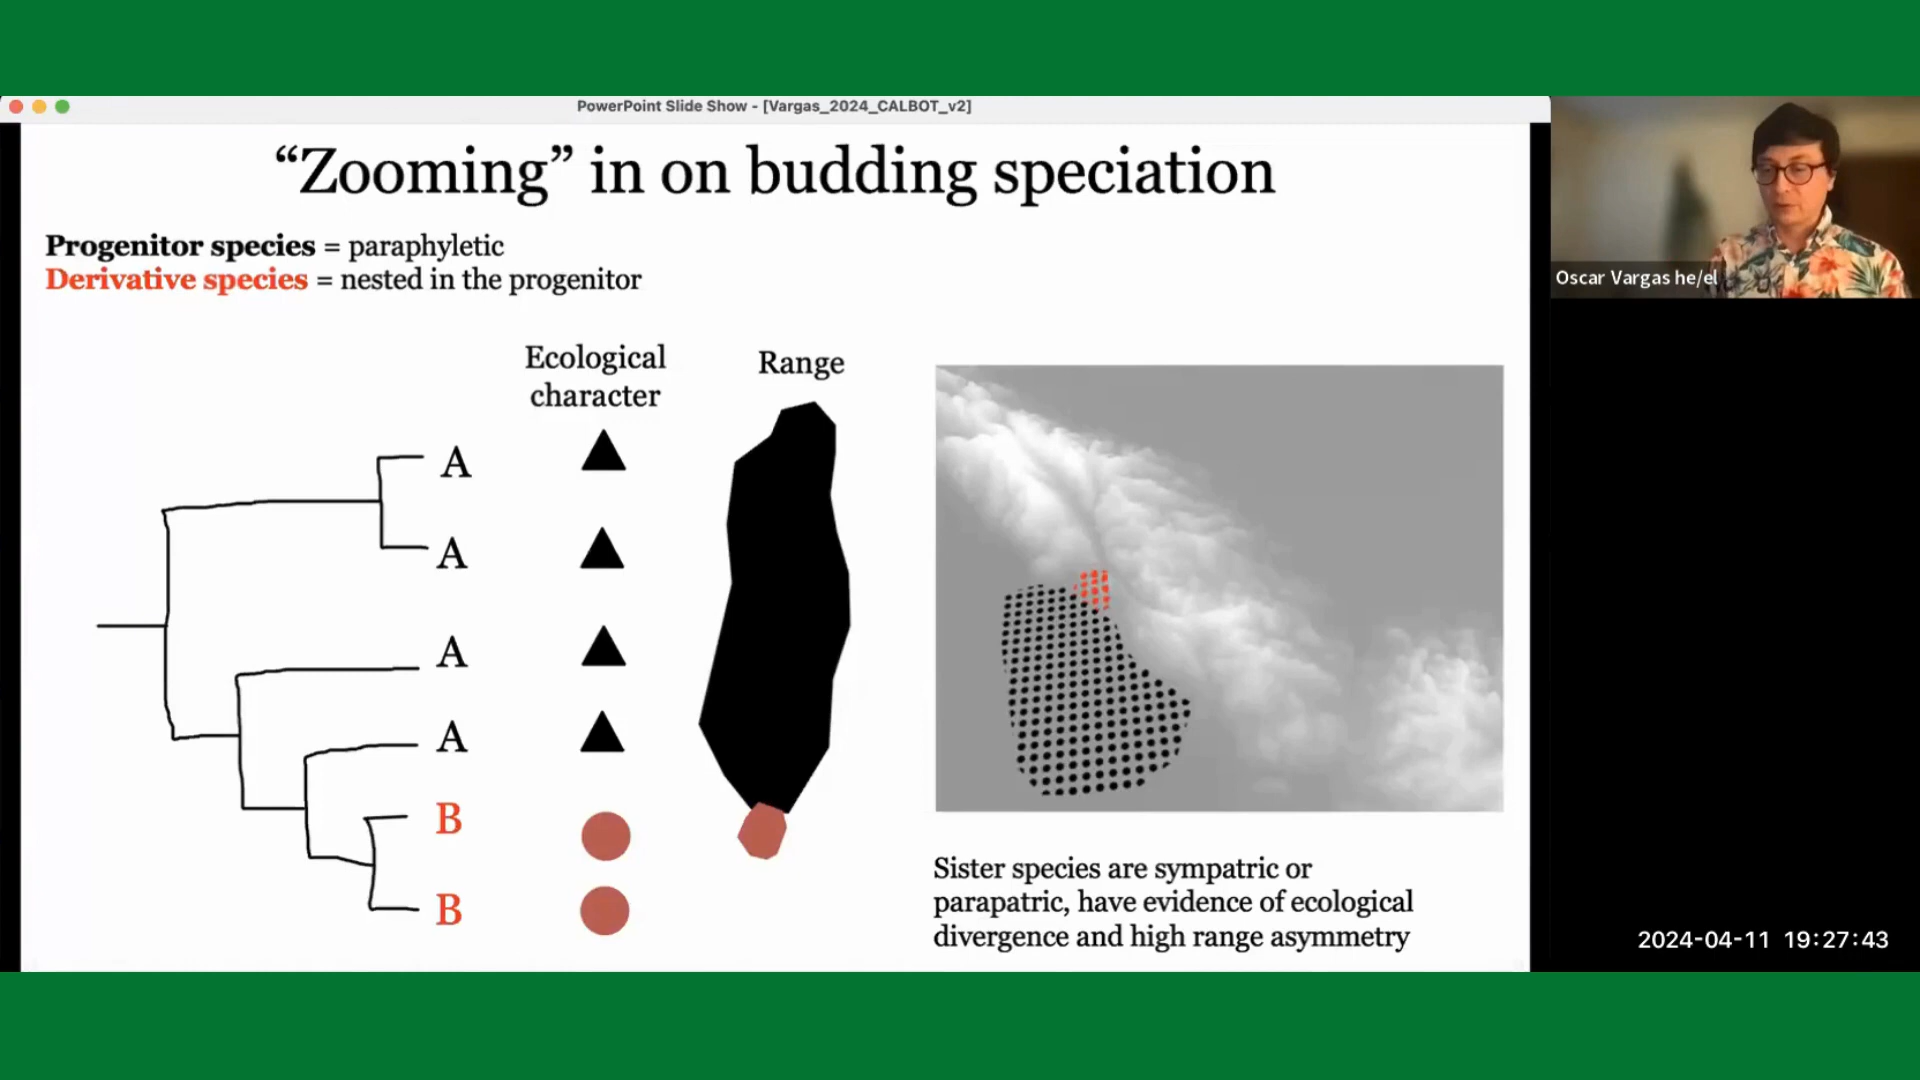 PowerPoint Slide Show - [Vargas_2024_CALBOT_v2]
“Zooming” in on budding speciation
Progenitor species = paraphyletic
Derivative species = nested in the progenitor
Ecological
character
Range
A
A
A
A
B
B
Sister species are sympatric or
parapatric, have evidence of ecological
divergence and high range asymmetry
Oscar Vargas he/el
2024-04-11 19:27:43